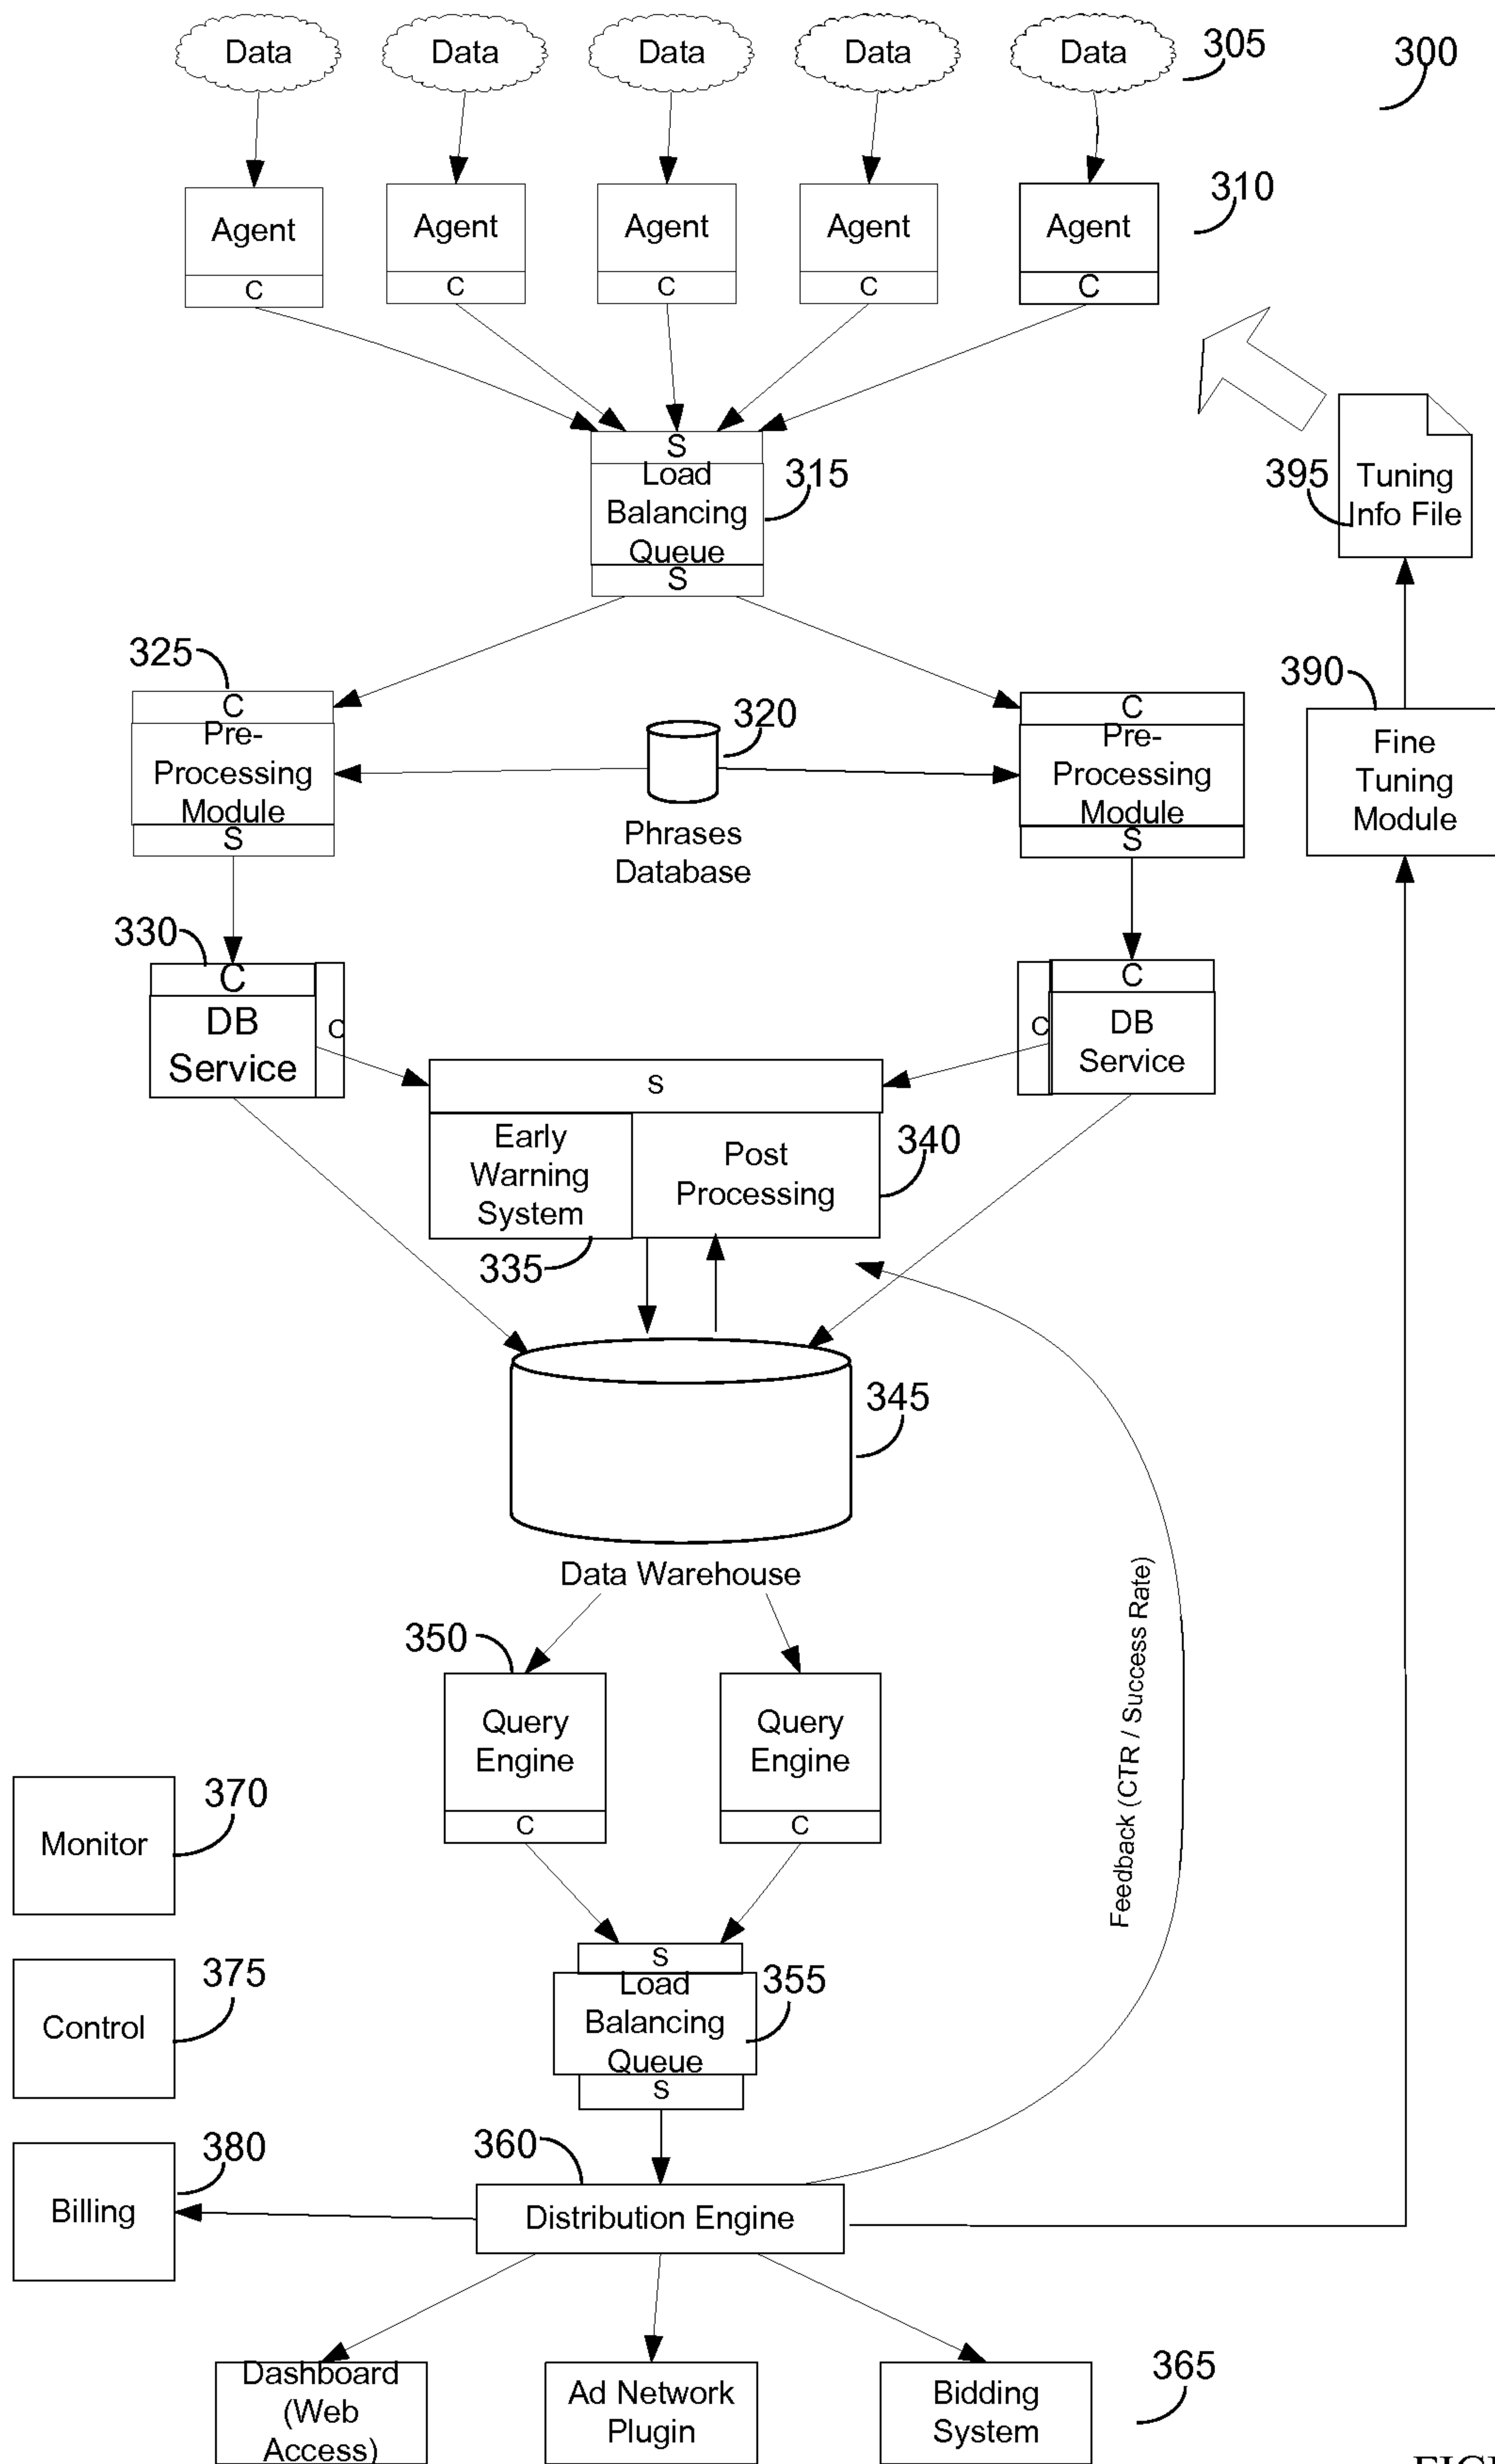 Data
Data
Data
Data
Data
305
300
Agent
Agent
Agent
Agent
Agent
310
C
C
C
C
C
S
Load
Balancing
Queue
S
315
395
Tuning
Info File
325
C
Pre-
Processing
Module
S
320
Phrases
Database
C
Pre-
Processing
Module
S
390
Fine
Tuning
Module
330
C
DB
Service
C
C
DB
Service
C
S
Early
Warning
System
Post
Processing
340
335
345
Data Warehouse
350
Query
Engine
C
Query
Engine
C
Feedback (CTR / Success Rate)
370
Monitor
S
Load
Balancing
Queue
S
355
375
Control
380
Billing
360
Distribution Engine
Dashboard
(Web
Access)
Ad Network
Plugin
Bidding
System
365